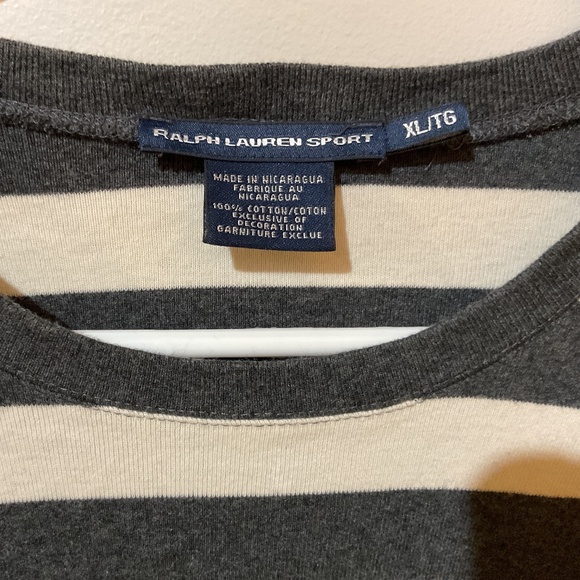 RALPH LAUREN SPORT
XL/TG
MADE IN NICARAGUA
FABRIQUE AU
NICARAGUA
100% COTTON/COTON
EXCLUSIVE OF
DECORATION
GARNITURE EXCLUE